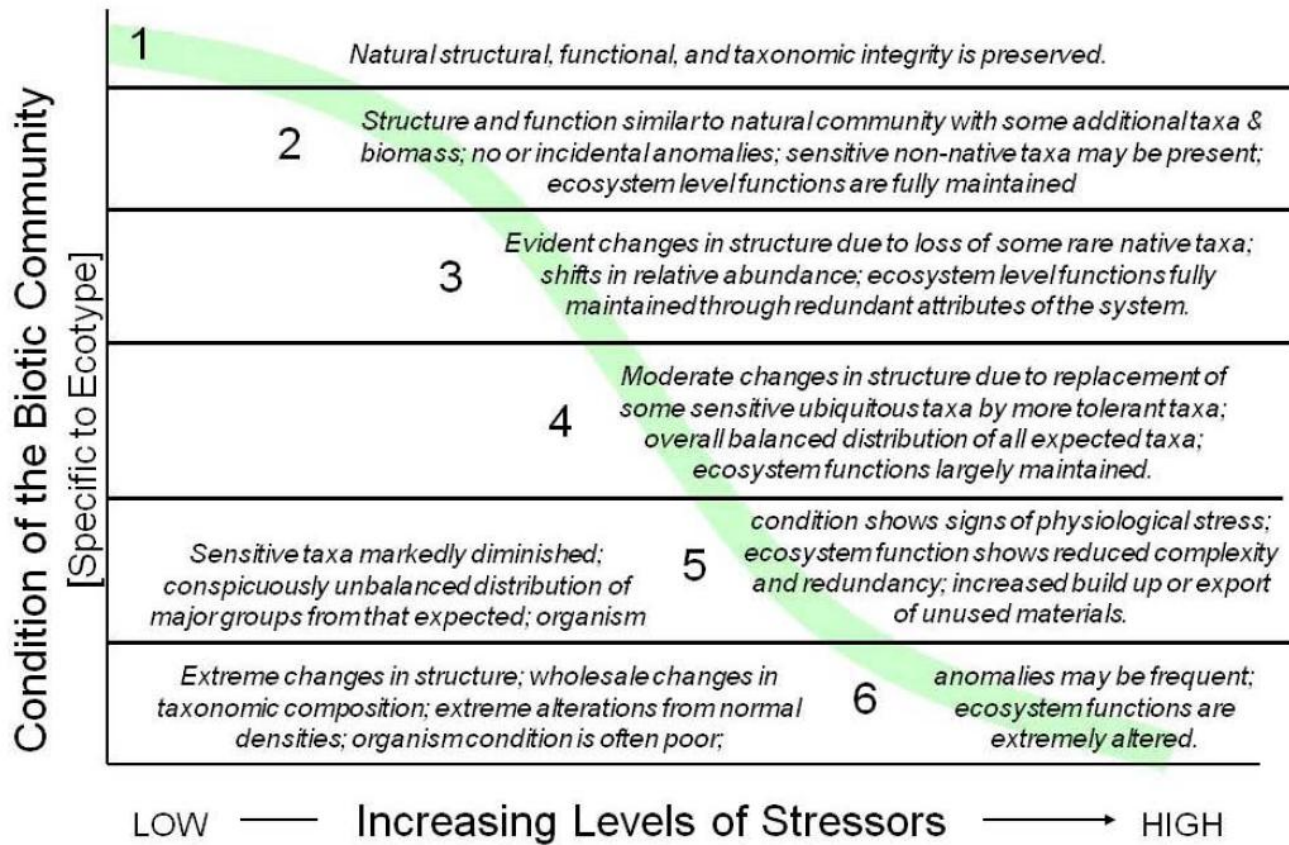 Condition of the Biotic Community
[Specific to Ecotype]
1
Natural structural, functional, and taxonomic integrity is preserved.
2
Structure and function similar to natural community with some additional taxa &
biomass; no or incidental anomalies; sensitive non-native taxa may be present;
ecosystem level functions are fully maintained
3
Evident changes in structure due to loss of some rare native taxa;
shifts in relative abundance; ecosystem level functions fully
maintained through redundant attributes of the system.
4
Moderate changes in structure due to replacement of
some sensitive ubiquitous taxa by more tolerant taxa;
overall balanced distribution of all expected taxa;
ecosystem functions largely maintained.
Sensitive taxa markedly diminished;
conspicuously unbalanced distribution of
major groups from that expected; organism
5
condition shows signs of physiological stress;
ecosystem function shows reduced complexity
and redundancy; increased build up or export
of unused materials.
Extreme changes in structure; wholesale changes in
taxonomic composition; extreme alterations from normal
densities; organism condition is often poor;
6
anomalies may be frequent;
ecosystem functions are
extremely altered.
LOW Increasing Levels of Stressors HIGH